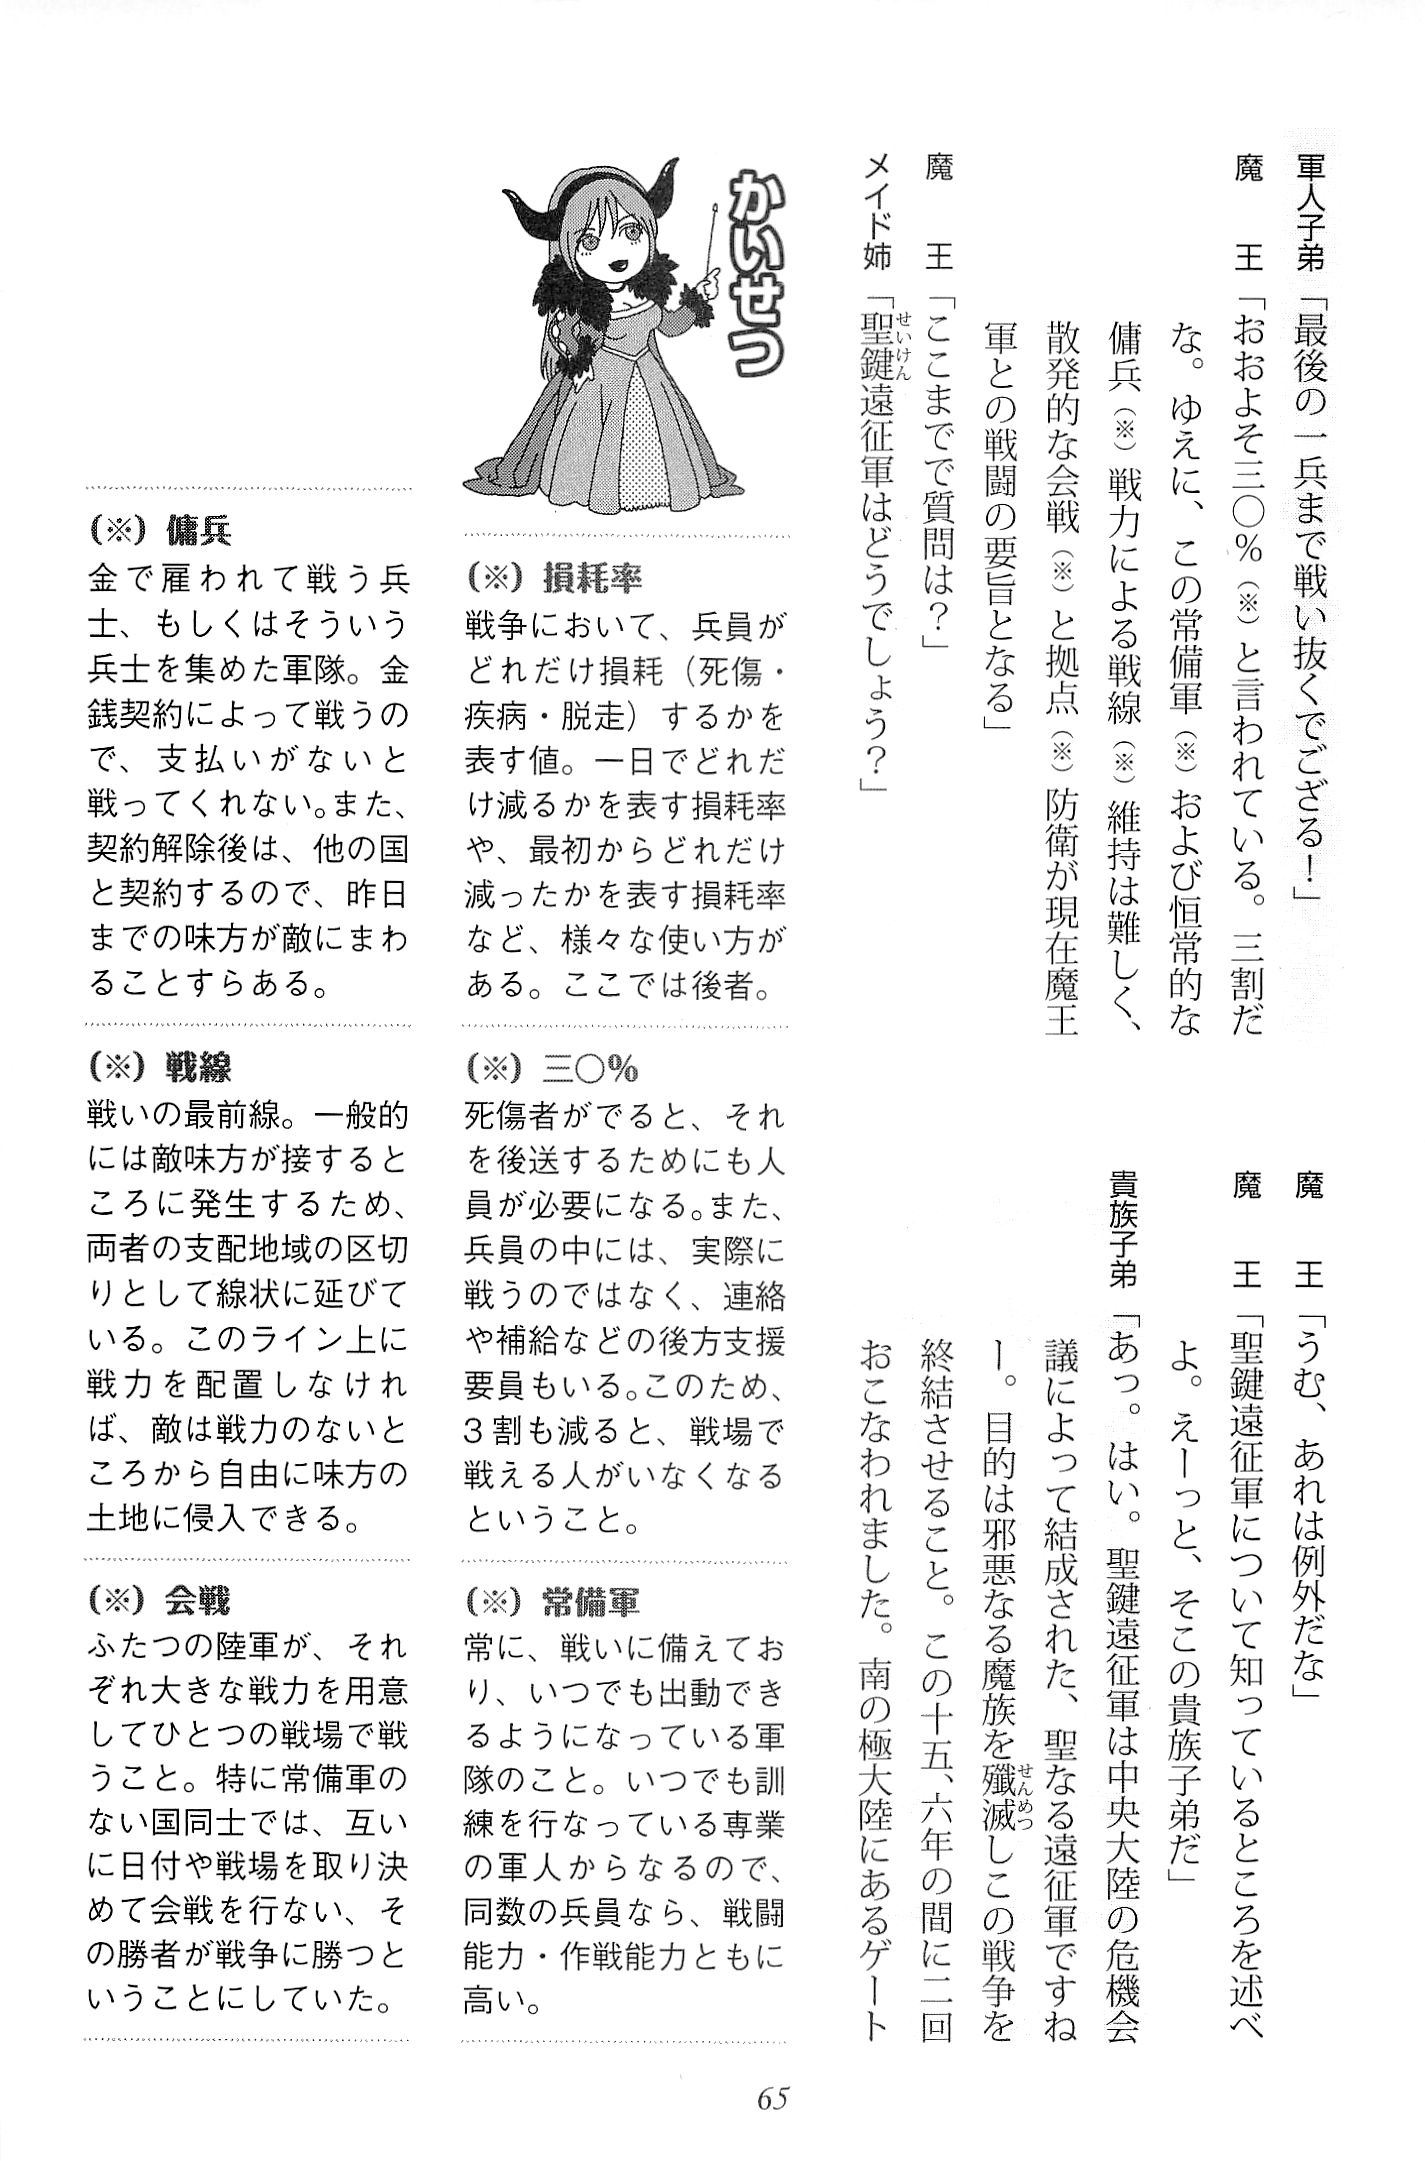 軍人子弟「最後の一兵まで戦い抜くでござる！」
魔　王「おおよそ三〇％（※）と言われている。三割だ
な。ゆえに、この常備軍（※）および恒常的な
傭兵（※）戦力による戦線（※）維持は難しく、
散発的な会戦（※）と拠点（※）防衛が現在魔王
軍との戦闘の要旨となる」
魔　王「ここまでで質問は？」
メイド姉「聖鍵遠征軍はどうでしょう？」
せいけん
魔　王「うむ、あれは例外だな」
魔　王「聖鍵遠征軍について知っているところを述べ
よ。えーっと、そこの貴族子弟だ」
貴族子弟「あっ。はい。聖鍵遠征軍は中央大陸の危機会
議によって結成された、聖なる遠征軍ですね
ー。目的は邪悪なる魔族を殲滅しこの戦争を
せんめつ
終結させること。この十五、六年の間に二回
おこなわれました。南の極大陸にあるゲート
かいせつ
（※）損耗率
戦争において、兵員が
どれだけ損耗（死傷・
疾病・脱走）するかを
表す値。一日でどれだ
け減るかを表す損耗率
や、最初からどれだけ
減ったかを表す損耗率
など、様々な使い方が
ある。ここでは後者。
（※）三〇％
死傷者がでると、それ
を後送するためにも人
員が必要になる。また、
兵員の中には、実際に
戦うのではなく、連絡
や補給などの後方支援
要員もいる。このため、
３割も減ると、戦場で
戦える人がいなくなる
ということ。
（※）常備軍
常に、戦いに備えてお
り、いつでも出動でき
るようになっている軍
隊のこと。いつでも訓
練を行なっている専業
の軍人からなるので、
同数の兵員なら、戦闘
能力・作戦能力ともに
高い。
（※）傭兵
金で雇われて戦う兵
士、もしくはそういう
兵士を集めた軍隊。金
銭契約によって戦うの
で、支払いがないと
戦ってくれない。また、
契約解除後は、他の国
と契約するので、昨日
までの味方が敵にまわ
ることすらある。
（※）戦線
戦いの最前線。一般的
には敵味方が接すると
ころに発生するため、
両者の支配地域の区切
りとして線状に延びて
いる。このライン上に
戦力を配置しなけれ
ば、敵は戦力のないと
ころから自由に味方の
土地に侵入できる。
（※）会戦
ふたつの陸軍が、それ
ぞれ大きな戦力を用意
してひとつの戦場で戦
うこと。特に常備軍の
ない国同士では、互い
に日付や戦場を取り決
めて会戦を行ない、そ
の勝者が戦争に勝つと
いうことにしていた。
65